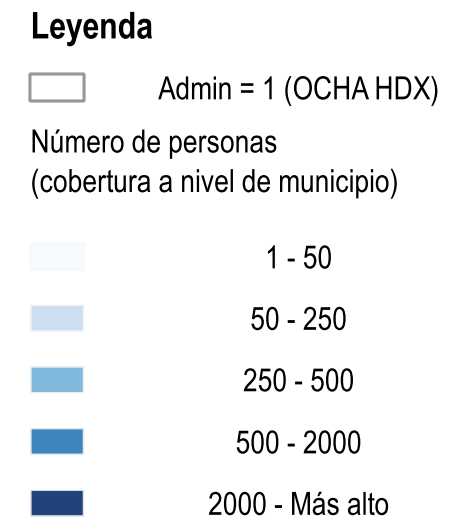 Leyenda
Admin = 1 (OCHA HDX)
Número de personas
(cobertura a nivel de municipio)
1 - 50
50 - 250
250 - 500
500 - 2000
2000 - Más alto